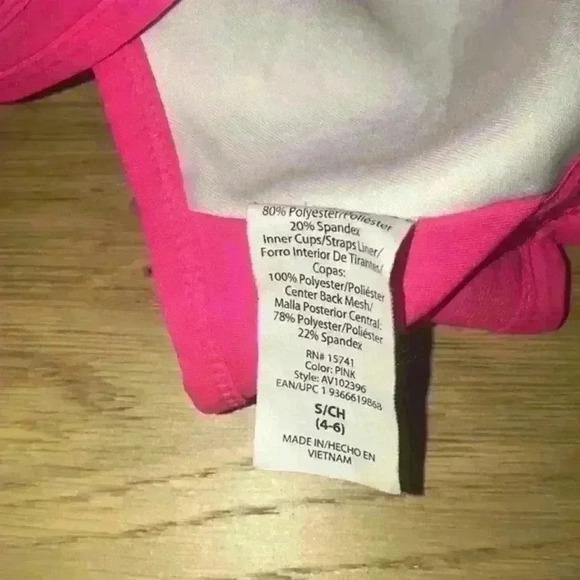 80% Polyester/Poliéster
20% Spandex
Inner Cups/Straps Liner/
Forro Interior De Tirantes/
Copas:
100% Polyester/Poliéster
Center Back Mesh/
Malla Posterior Central:
78% Polyester/Poliéster
22% Spandex
RN# 15741
Color: PINK
Style: AV102396
EAN/UPC 1 9366619868
S/CH
(4-6)
MADE IN/HECHO EN
VIETNAM